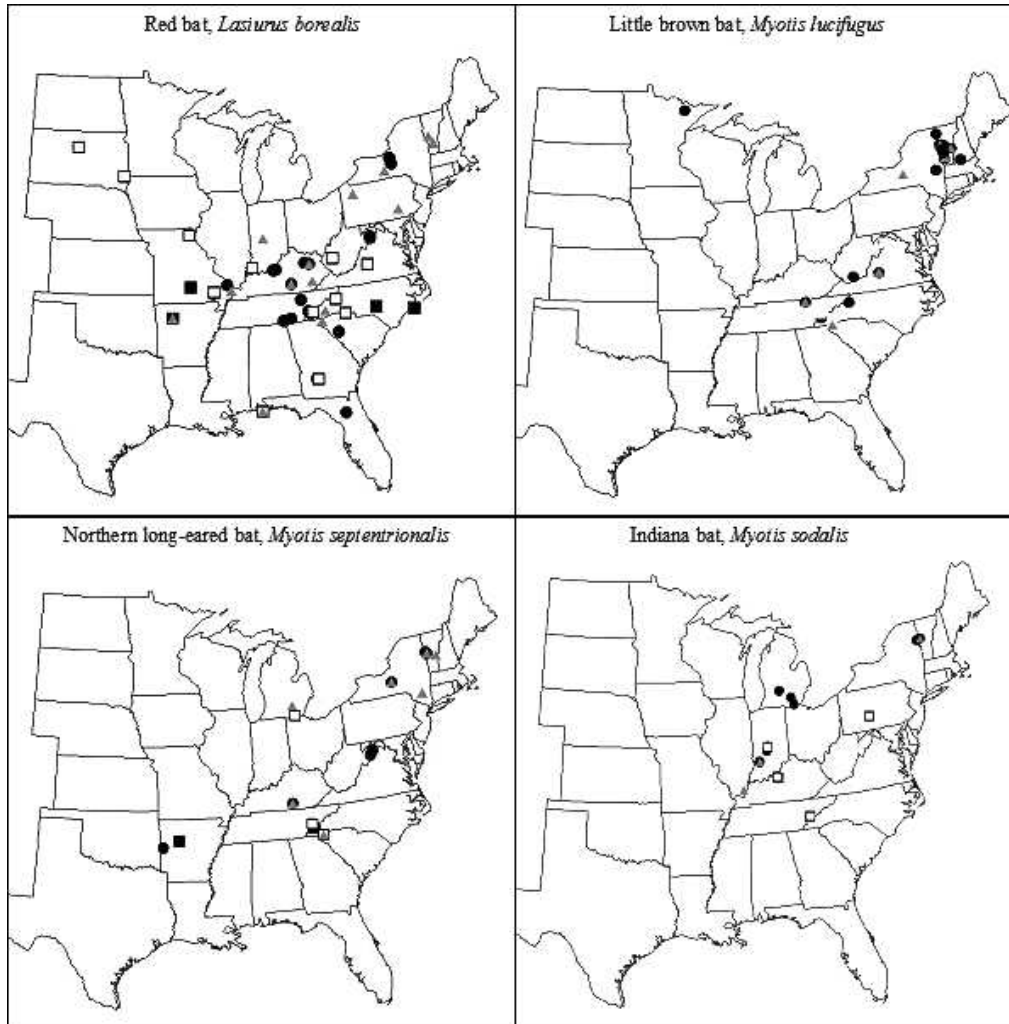 Red bat, Lasiurus borealis
Little brown bat, Myotis lucifugus
Northern long-eared bat, Myotis septentrionalis
Indiana bat, Myotis sodalis